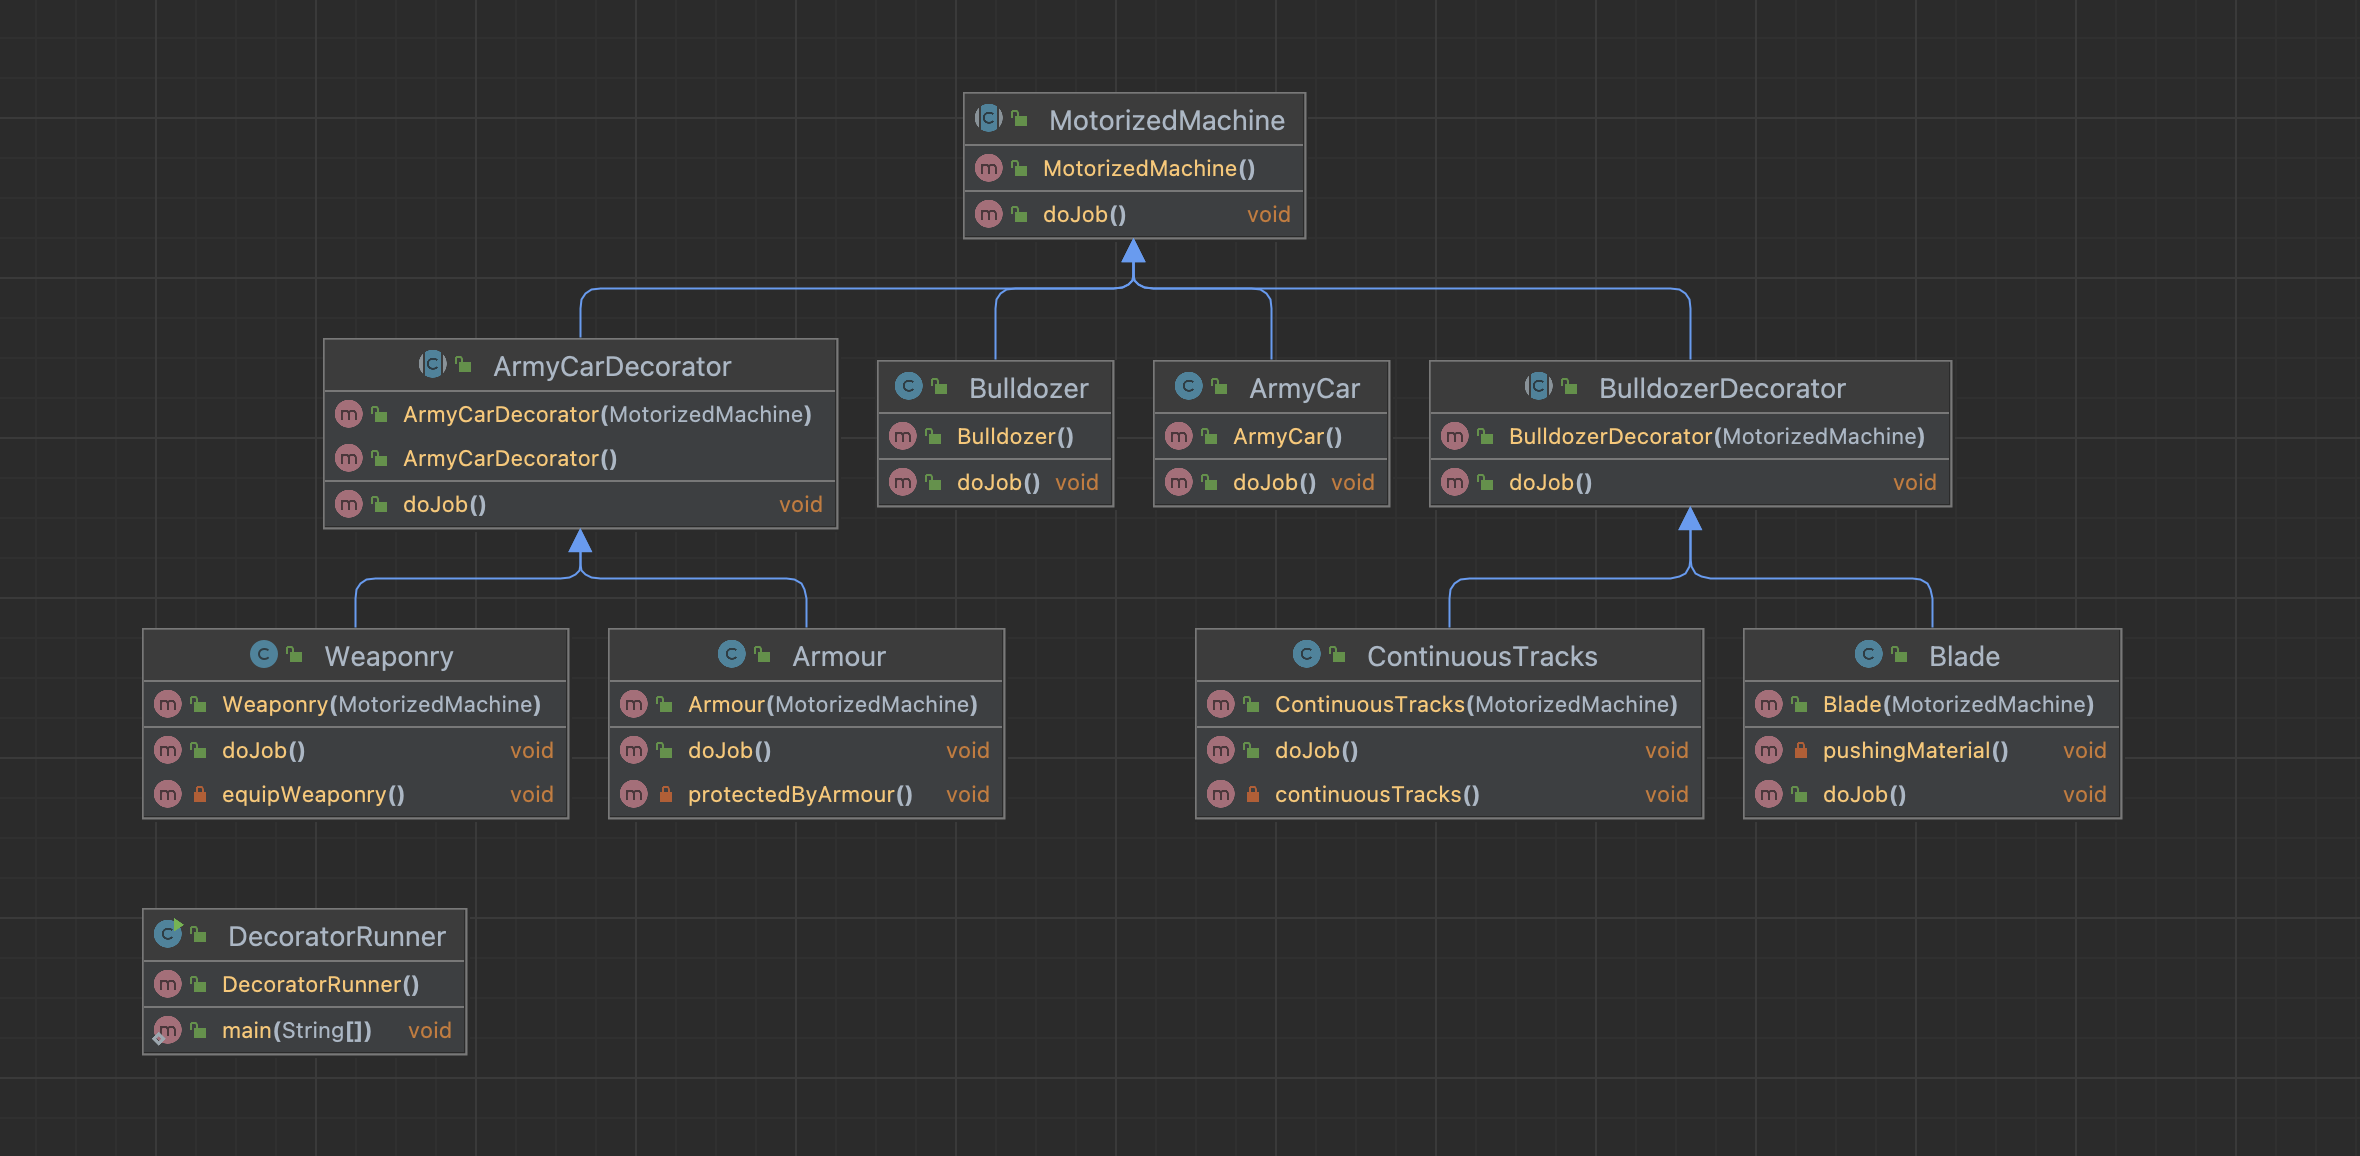 MotorizedMachine
MotorizedMachine()
doJob() void
ArmyCarDecorator
ArmyCarDecorator(MotorizedMachine)
ArmyCarDecorator()
doJob() void
Bulldozer
Bulldozer()
doJob() void
ArmyCar
ArmyCar()
doJob() void
BulldozerDecorator
BulldozerDecorator(MotorizedMachine)
doJob() void
Weaponry
Weaponry(MotorizedMachine)
doJob() void
equipWeaponry() void
Armour
Armour(MotorizedMachine)
doJob() void
protectedByArmour() void
ContinuousTracks
ContinuousTracks(MotorizedMachine)
doJob() void
continuousTracks() void
Blade
Blade(MotorizedMachine)
pushingMaterial() void
doJob() void
DecoratorRunner
DecoratorRunner()
main(String[]) void